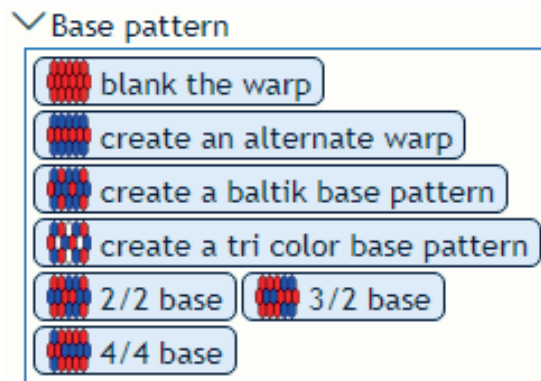 Base pattern
blank the warp
create an alternate warp
create a baltik base pattern
create a tri color base pattern
2/2 base 3/2 base
4/4 base